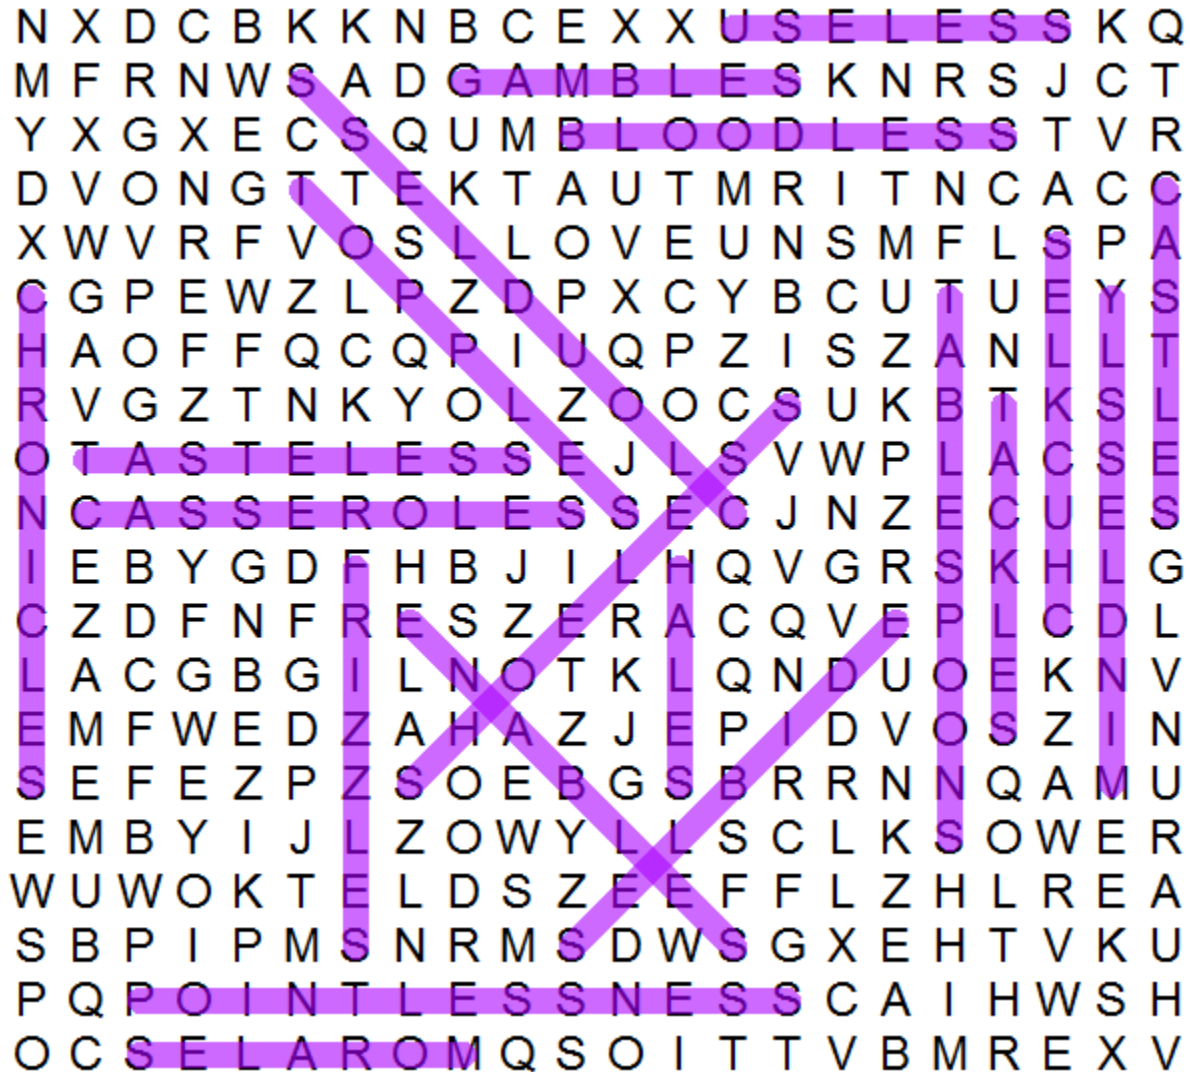 N X D C B K K N B C E X X U S E L E S S K Q
M F R N W S A D G A M B L E S K N R S J C T
Y X G X E C S Q U M B L O O D L E S S T V R
D V O N G T T E K T A U T M R I T N C A C C
X W V R F V O S L L O V E U N S M F L S P A
C G P E W Z L P Z D P X C Y B C U T U E Y S
H A O F F Q C Q P I U Q P Z I S Z A N L L T
R V G Z T N K Y O L Z O O C S U K B T K S L
O T A S T E L E S S E J L S V W P L A C S E
N C A S S E R O L E S S E C J N Z E C U E S
I E B Y G D F H B J I L H Q V G R S K H L G
C Z D F N F R E S Z E R A C Q V E P L C D L
L A C G B G I L N O T K L Q N D U O E K N V
E M F W E D Z A H A Z J E P I D V O S Z I N
S E F E Z P Z S O E B G S B R R N N Q A M U
E M B Y I J L Z O W Y L L S C L K S O W E R
W U W O K T E L D S Z E E F F L Z H L R E A
S B P I P M S N R M S D W S G X E H T V K U
P Q P O I N T L E S S N E S S C A I H W S H
O C S E L A R O M Q S O I T T V B M R E X V